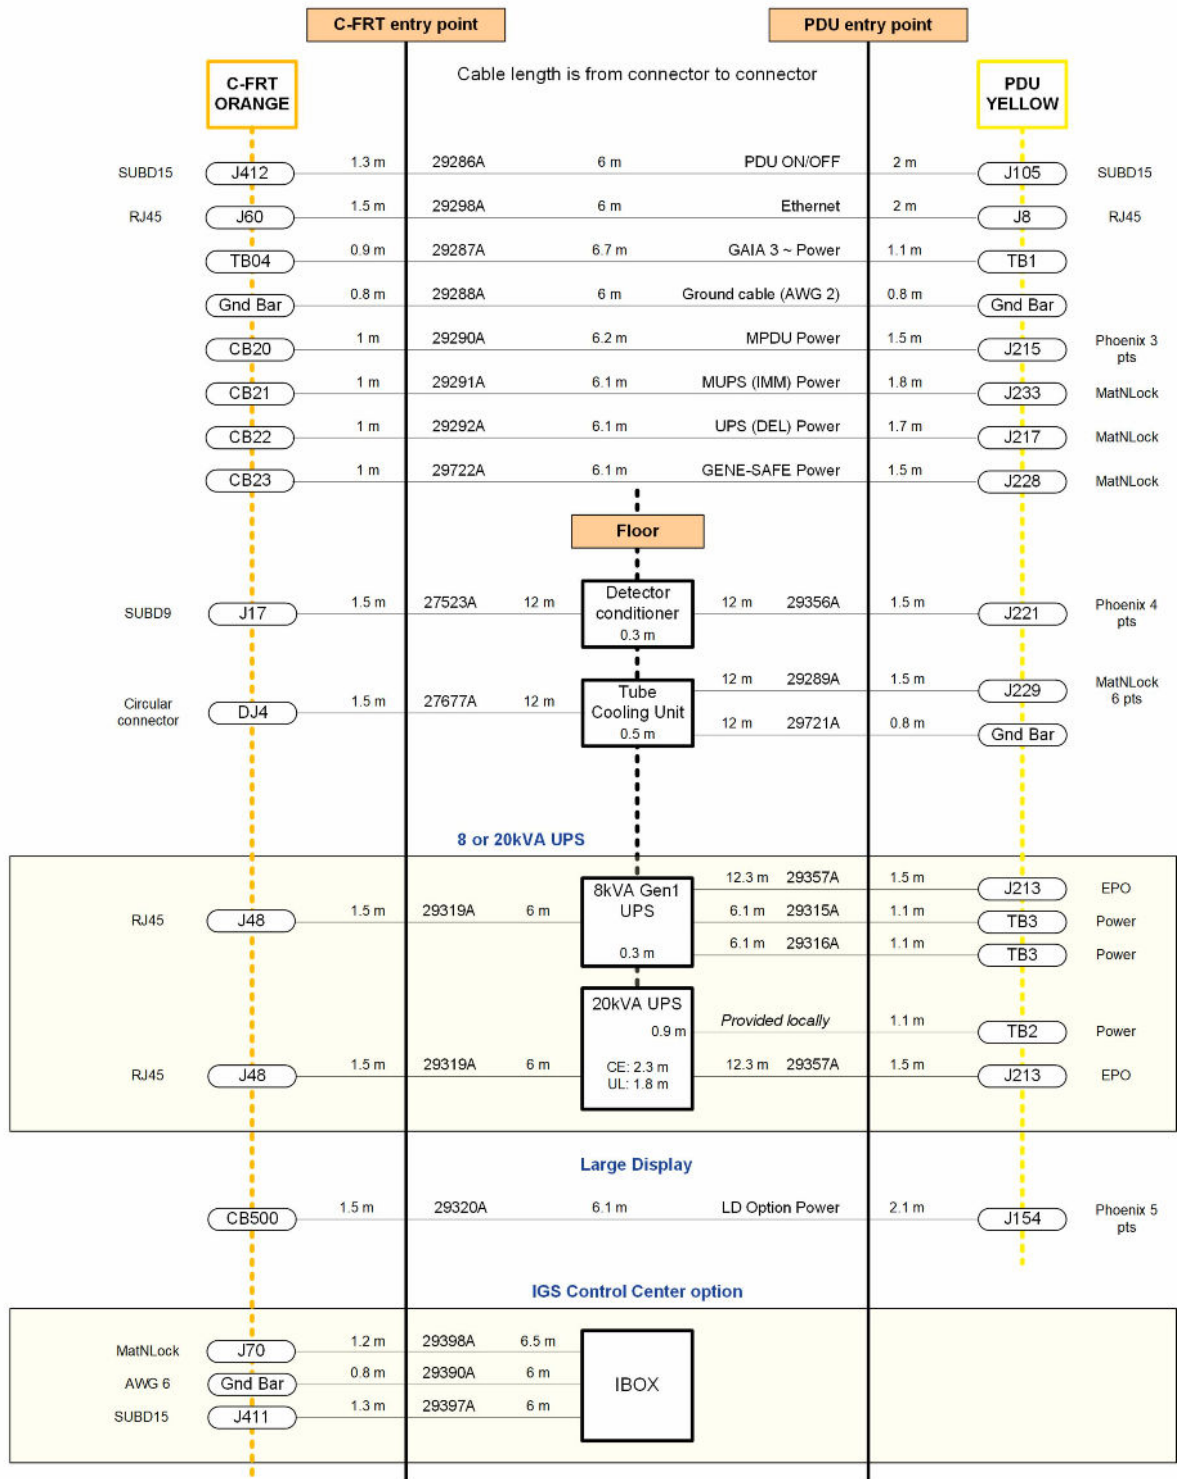 C-FRT entry point
PDU entry point
C-FRT
ORANGE
Cable length is from connector to connector
PDU
YELLOW
SUBD15 J412 1.3 m 29286A 6 m PDU ON/OFF 2 m J105 SUBD15
RJ45 J60 1.5 m 29298A 6 m Ethernet 2 m J8 RJ45
TB04 0.9 m 29287A 6.7 m GAIA 3 ~ Power 1.1 m TB1
Gnd Bar 0.8 m 29288A 6 m Ground cable (AWG 2) 0.8 m Gnd Bar
CB20 1 m 29290A 6.2 m MPDU Power 1.5 m J215 Phoenix 3
pts
CB21 1 m 29291A 6.1 m MUPS (IMM) Power 1.8 m J233 MatNLock
CB22 1 m 29292A 6.1 m UPS (DEL) Power 1.7 m J217 MatNLock
CB23 1 m 29722A 6.1 m GENE-SAFE Power 1.5 m J228 MatNLock
Floor
SUBD9 J17 1.5 m 27523A 12 m
Detector
conditioner
0.3 m
12 m 29356A 1.5 m J221 Phoenix 4
pts
Circular
connector
DJ4 1.5 m 27677A 12 m
Tube
Cooling Unit
0.5 m
12 m 29289A 1.5 m J229 MatNLock
6 pts
12 m 29721A 0.8 m Gnd Bar
8 or 20kVA UPS
RJ45 J48 1.5 m 29319A 6 m
8kVA Gen1
UPS
0.3 m
12.3 m 29357A 1.5 m J213 EPO
6.1 m 29315A 1.1 m TB3 Power
6.1 m 29316A 1.1 m TB3 Power
20kVA UPS
0.9 m Provided locally 1.1 m TB2 Power
RJ45 J48 1.5 m 29319A 6 m
CE: 2.3 m
UL: 1.8 m
12.3 m 29357A 1.5 m J213 EPO
Large Display
CB500 1.5 m 29320A 6.1 m LD Option Power 2.1 m J154 Phoenix 5
pts
IGS Control Center option
MatNLock J70 1.2 m 29398A 6.5 m
AWG 6 Gnd Bar 0.8 m 29390A 6 m IBOX
SUBD15 J411 1.3 m 29397A 6 m